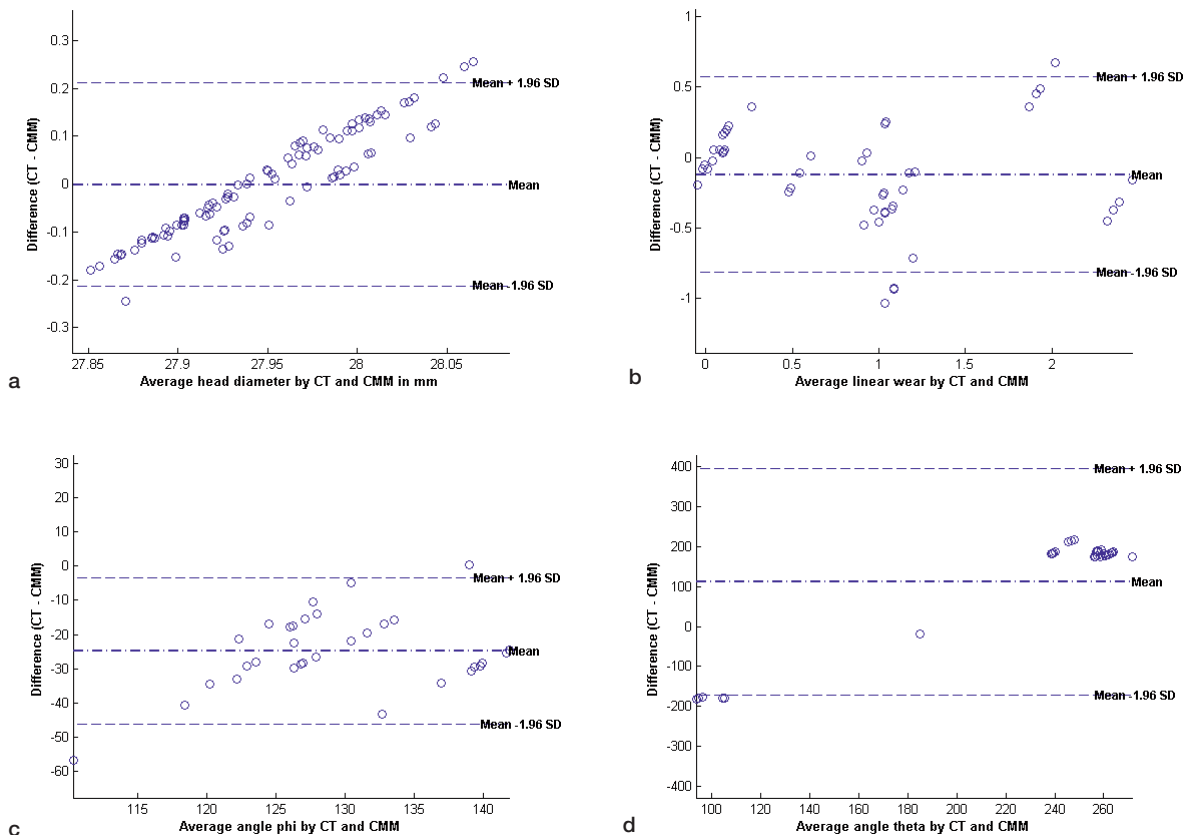 0.3
0.2
0.1
0
-0.1
-0.2
-0.3
Difference (CT - CMM)
Mean + 1.96 SD
Mean
Mean -1.96 SD
27.85 27.9 27.95 28 28.05
Average head diameter by CT and CMM in mm
a
1
0.5
0
-0.5
-1
Difference (CT - CMM)
Mean + 1.96 SD
Mean
Mean -1.96 SD
0 0.5 1 1.5 2
Average linear wear by CT and CMM
b
30
20
10
0
-10
-20
-30
-40
-50
-60
Difference (CT - CMM)
Mean + 1.96 SD
Mean
Mean -1.96 SD
115 120 125 130 135 140
Average angle phi by CT and CMM
c
400
300
200
100
0
-100
-200
-300
-400
Difference (CT - CMM)
Mean + 1.96 SD
Mean
Mean -1.96 SD
100 120 140 160 180 200 220 240 260
Average angle theta by CT and CMM
d